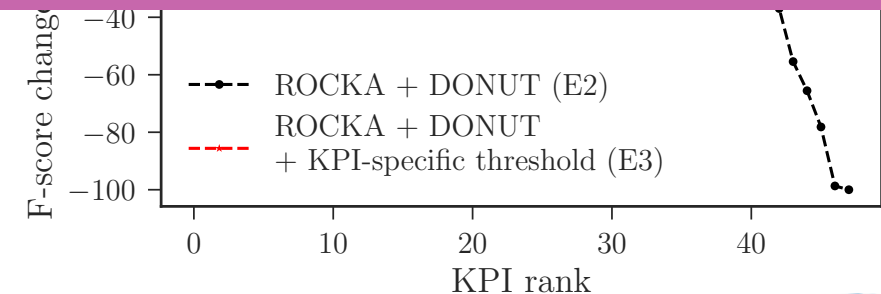 −40
−60
−80
−100
F-score change
ROCKA + DONUT (E2)
ROCKA + DONUT
+ KPI-specific threshold (E3)
0 10 20 30 40
KPI rank